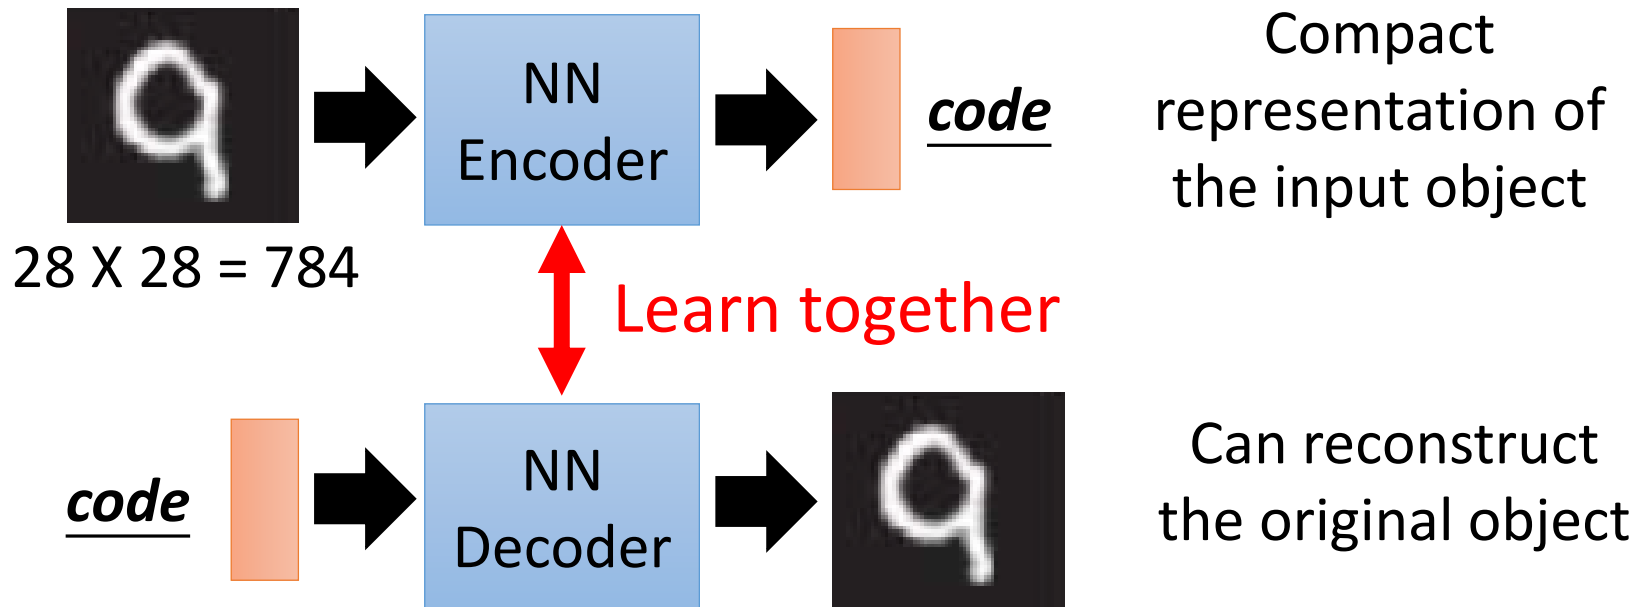 NN
Encoder
code
Compact
representation of
the input object
28 X 28 = 784
Learn together
code
NN
Decoder
Can reconstruct
the original object